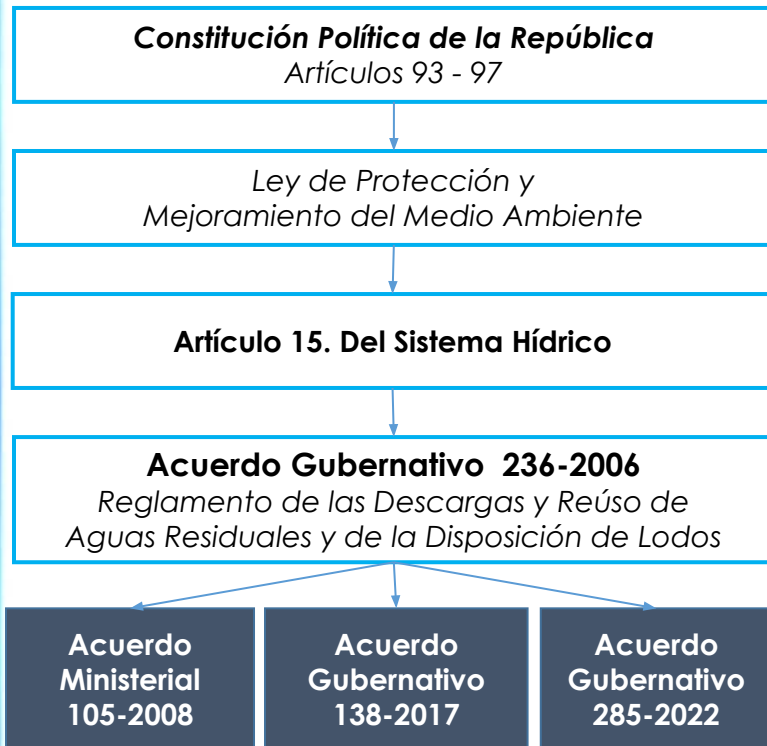 Constitución Política de la República
Artículos 93 - 97
Ley de Protección y
Mejoramiento del Medio Ambiente
Artículo 15. Del Sistema Hídrico
Acuerdo Gubernativo 236-2006
Reglamento de las Descargas y Reúso de
Aguas Residuales y de la Disposición de Lodos
Acuerdo
Ministerial
105-2008
Acuerdo
Gubernativo
138-2017
Acuerdo
Gubernativo
285-2022